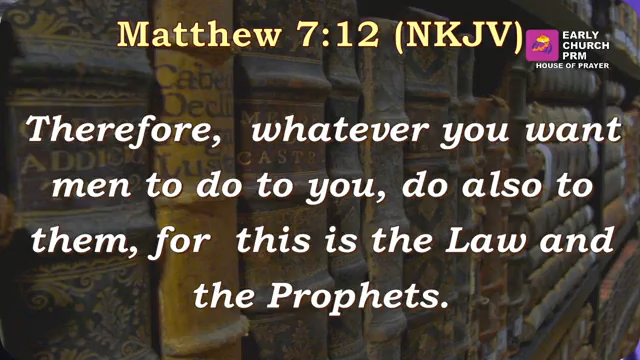 Matthew 7:12 (NKJV)
EARLY
CHURCH
PRM
HOUSE OF PRAYER
Therefore, whatever you want
men to do to you, do also to
them, for this is the Law and
the Prophets.